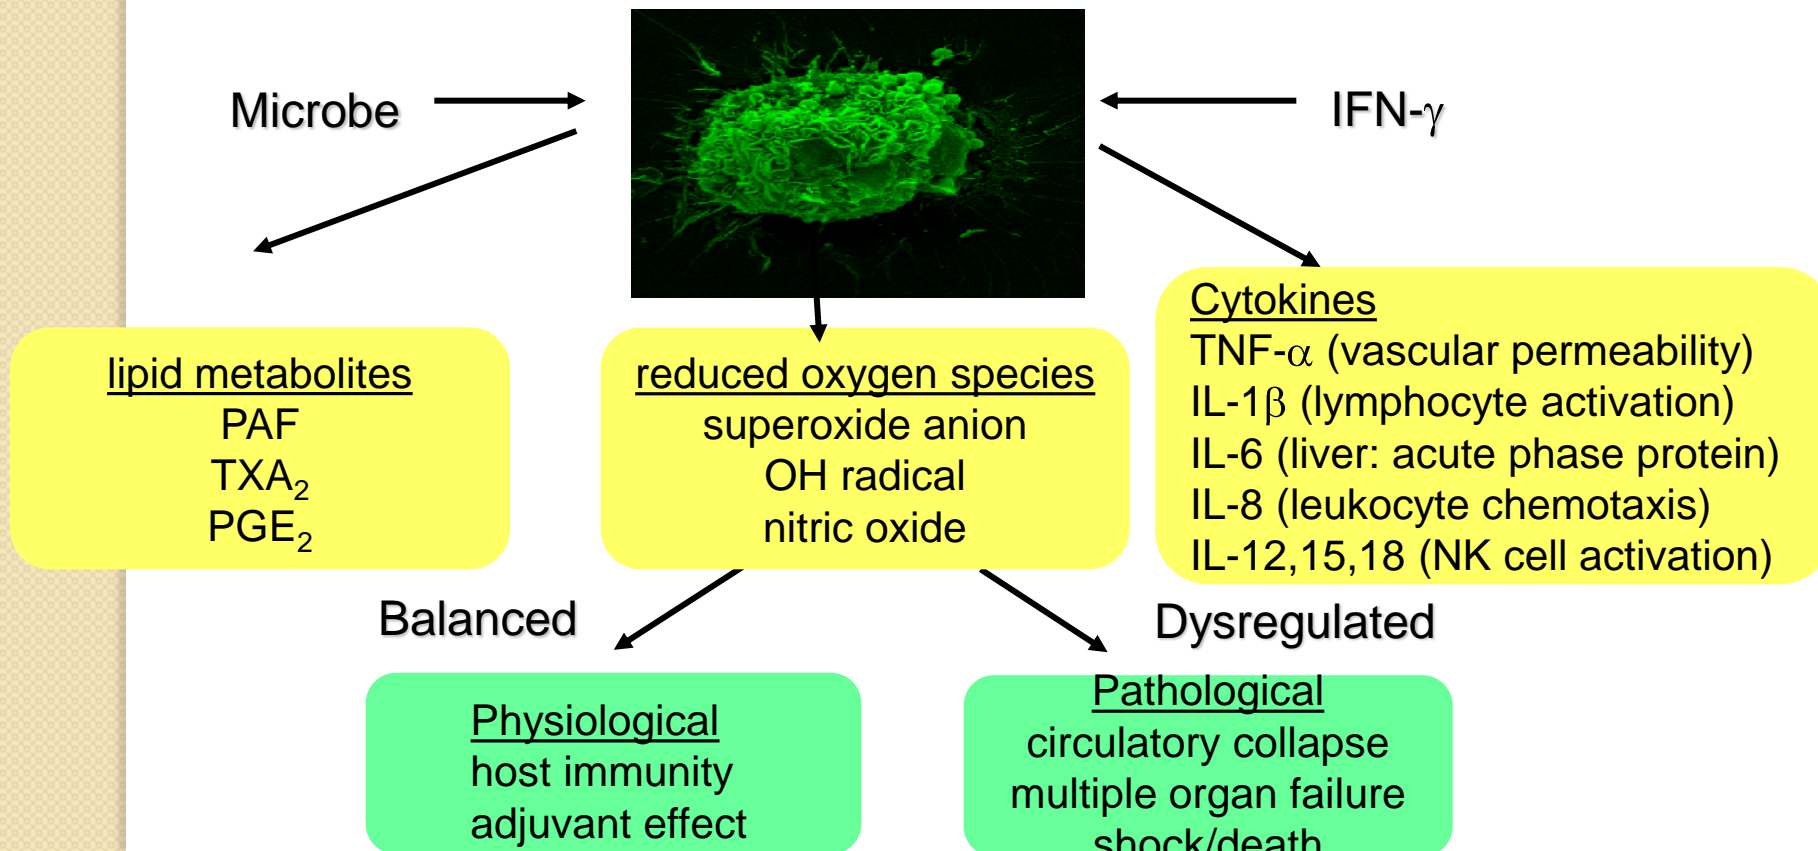 Microbe
IFN-γ
lipid metabolites
PAF
TXA₂
PGE₂
reduced oxygen species
superoxide anion
OH radical
nitric oxide
Cytokines
TNF-α (vascular permeability)
IL-1β (lymphocyte activation)
IL-6 (liver: acute phase protein)
IL-8 (leukocyte chemotaxis)
IL-12,15,18 (NK cell activation)
Balanced
Dysregulated
Physiological
host immunity
adjuvant effect
Pathological
circulatory collapse
multiple organ failure
shock/death